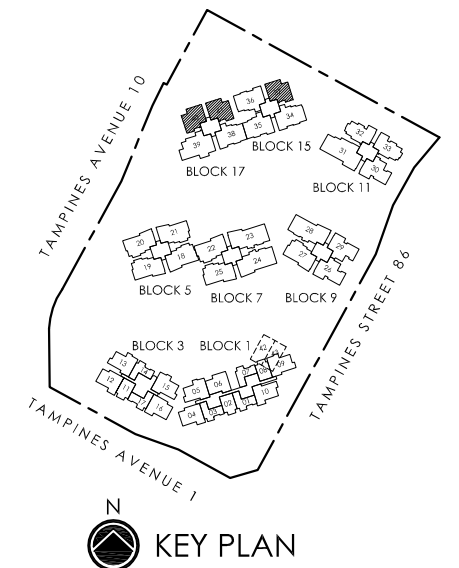 TAMPINES AVENUE 10
36
34
35
38
39
BLOCK 15
BLOCK 17
32
33
31
30
BLOCK 11
20
21
19
18
22
23
25
24
28
29
27
26
BLOCK 5
BLOCK 7
BLOCK 9
TAMPINES STREET 86
BLOCK 3
BLOCK 1
13
14
15
12
11
17
16
05
06
07
08
09
04
03
02
01
10
TAMPINES AVENUE 1
N
KEY PLAN